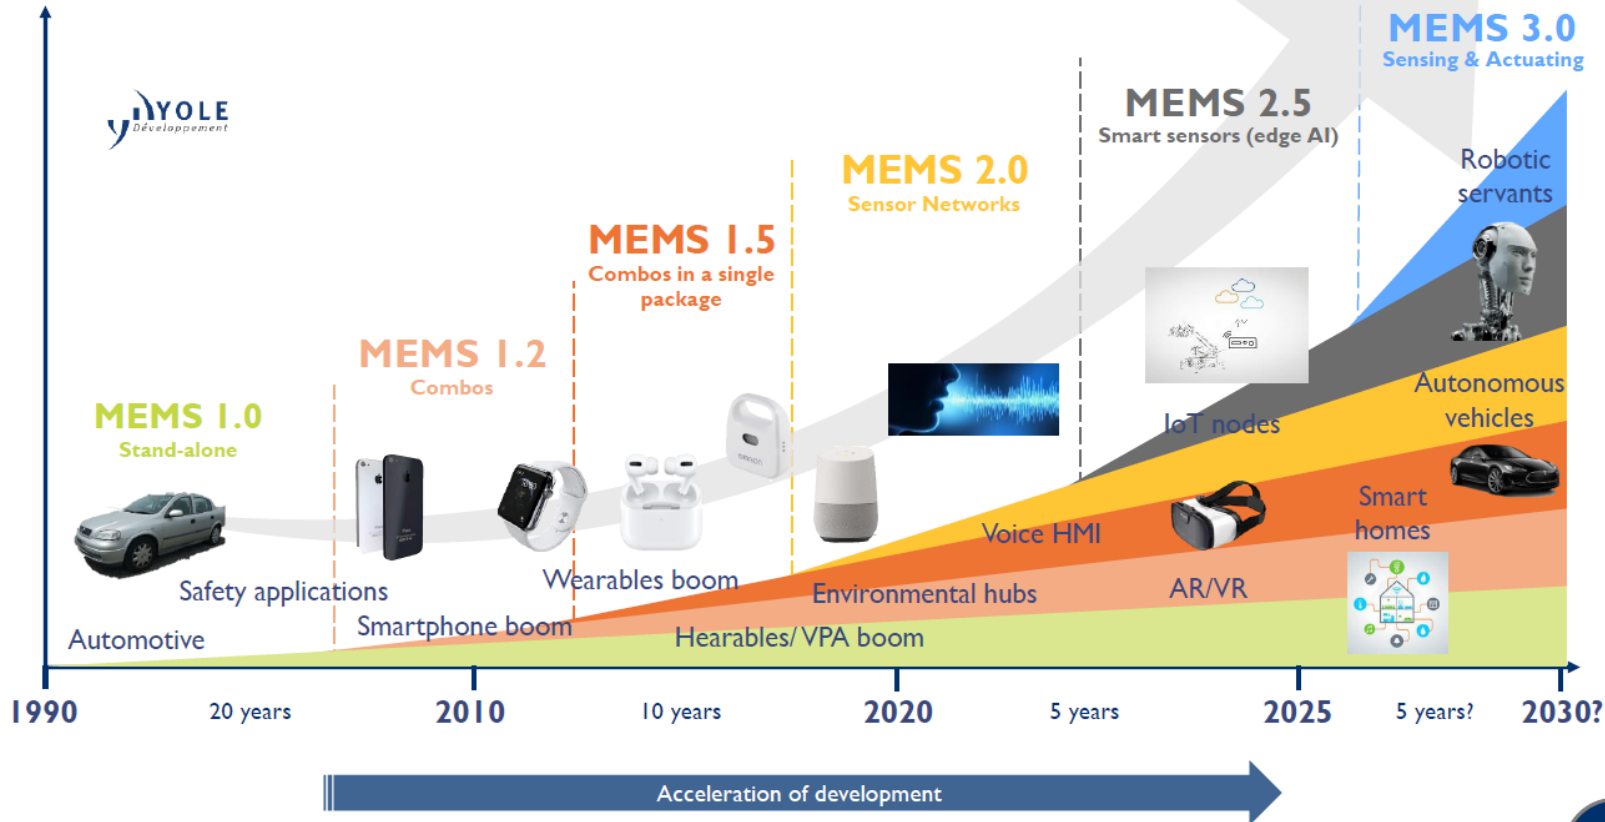 YOLE
Développement
MEMS 3.0
Sensing & Actuating
MEMS 2.5
Smart sensors (edge AI)
MEMS 2.0
Sensor Networks
MEMS 1.5
Combos in a single
package
MEMS 1.2
Combos
MEMS 1.0
Stand-alone
Robotic
servants
Autonomous
vehicles
IoT nodes
Smart
homes
Voice HMI
Wearables boom
Safety applications
Environmental hubs
AR/VR
Smartphone boom
Automotive
Hearables/ VPA boom
1990
20 years
2010
10 years
2020
5 years
2025
5 years?
2030?
Acceleration of development